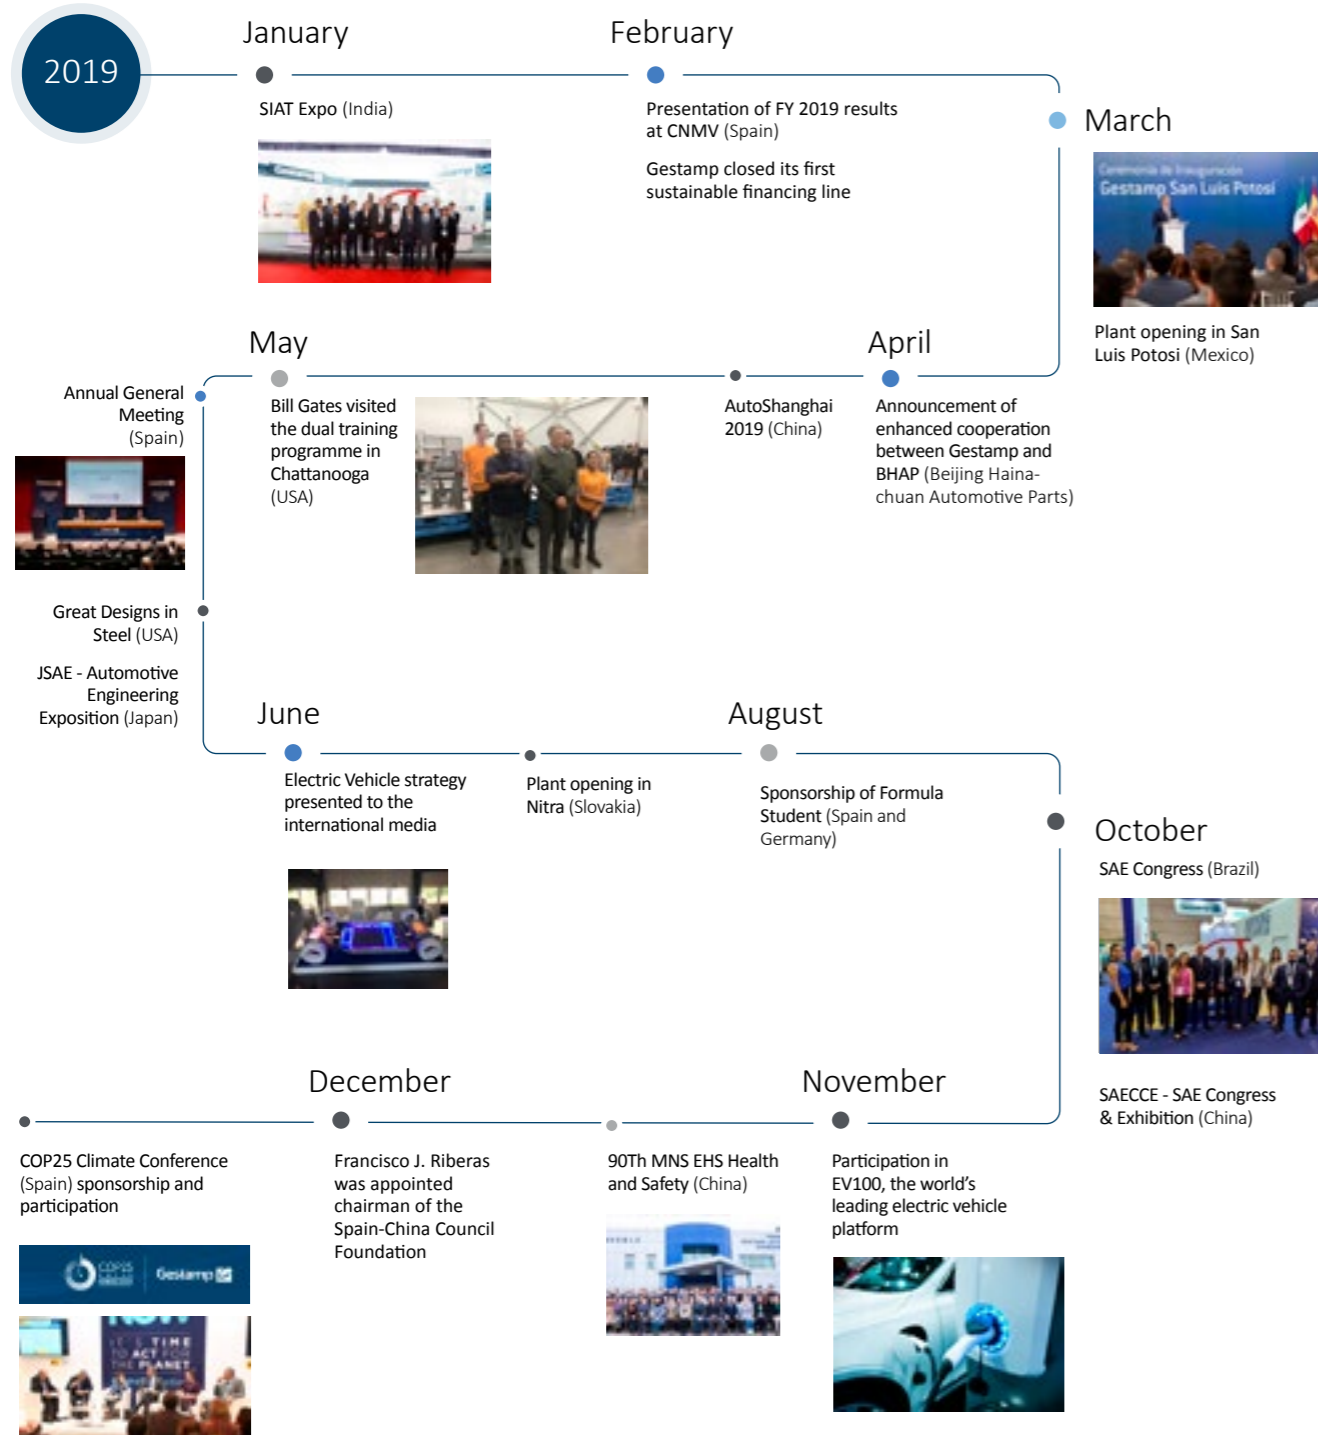 2019
January
SIAT Expo (India)
February
Presentation of FY 2019 results
at CNMV (Spain)
Gestamp closed its first
sustainable financing line
March
Ceremonia de Inauguración
Gestamp San Luis Potosí
Plant opening in San
Luis Potosi (Mexico)
April
Announcement of
enhanced cooperation
between Gestamp and
BHAP (Beijing Haina-
chuan Automotive Parts)
AutoShanghai
2019 (China)
May
Bill Gates visited
the dual training
programme in
Chattanooga
(USA)
Annual General
Meeting
(Spain)
Great Designs in
Steel (USA)
JSAE - Automotive
Engineering
Exposition (Japan)
June
Electric Vehicle strategy
presented to the
international media
Plant opening in
Nitra (Slovakia)
August
Sponsorship of Formula
Student (Spain and
Germany)
October
SAE Congress (Brazil)
Gestamp
SAECCE - SAE Congress
& Exhibition (China)
November
Participation in
EV100, the world’s
leading electric vehicle
platform
90Th MNS EHS Health
and Safety (China)
December
Francisco J. Riberas
was appointed
chairman of the
Spain-China Council
Foundation
COP25 Climate Conference
(Spain) sponsorship and
participation
COP25
Gestamp
NOW
IT'S TIME
TO ACT FOR
THE PLANET